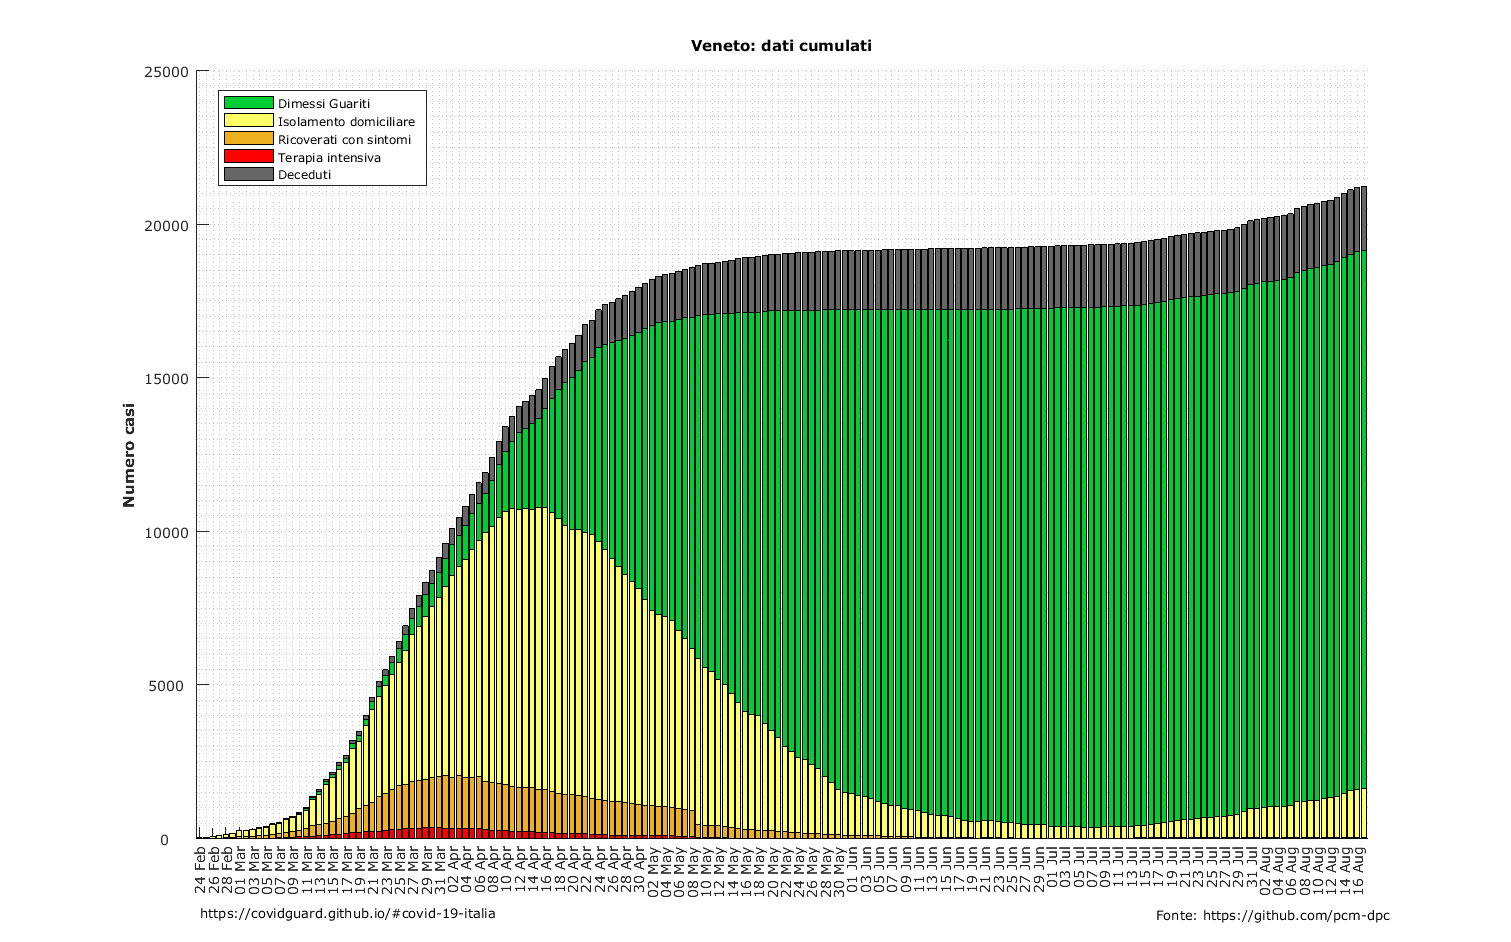 Veneto: dati cumulati
25000
20000
15000
10000
5000
0
Numero casi
Dimessi Guariti
Isolamento domiciliare
Ricoverati con sintomi
Terapia intensiva
Deceduti
24 Feb
26 Feb
28 Feb
01 Mar
03 Mar
05 Mar
07 Mar
09 Mar
11 Mar
13 Mar
15 Mar
17 Mar
19 Mar
21 Mar
23 Mar
25 Mar
27 Mar
29 Mar
31 Mar
02 Apr
04 Apr
06 Apr
08 Apr
10 Apr
12 Apr
14 Apr
16 Apr
18 Apr
20 Apr
22 Apr
24 Apr
26 Apr
28 Apr
30 Apr
02 May
04 May
06 May
08 May
10 May
12 May
14 May
16 May
18 May
20 May
22 May
24 May
26 May
28 May
30 May
01 Jun
03 Jun
05 Jun
07 Jun
09 Jun
11 Jun
13 Jun
15 Jun
17 Jun
19 Jun
21 Jun
23 Jun
25 Jun
27 Jun
29 Jun
01 Jul
03 Jul
05 Jul
07 Jul
09 Jul
11 Jul
13 Jul
15 Jul
17 Jul
19 Jul
21 Jul
23 Jul
25 Jul
27 Jul
29 Jul
31 Jul
02 Aug
04 Aug
06 Aug
08 Aug
10 Aug
12 Aug
14 Aug
16 Aug
https://covidguard.github.io/#covid-19-italia
Fonte: https://github.com/pcm-dpc